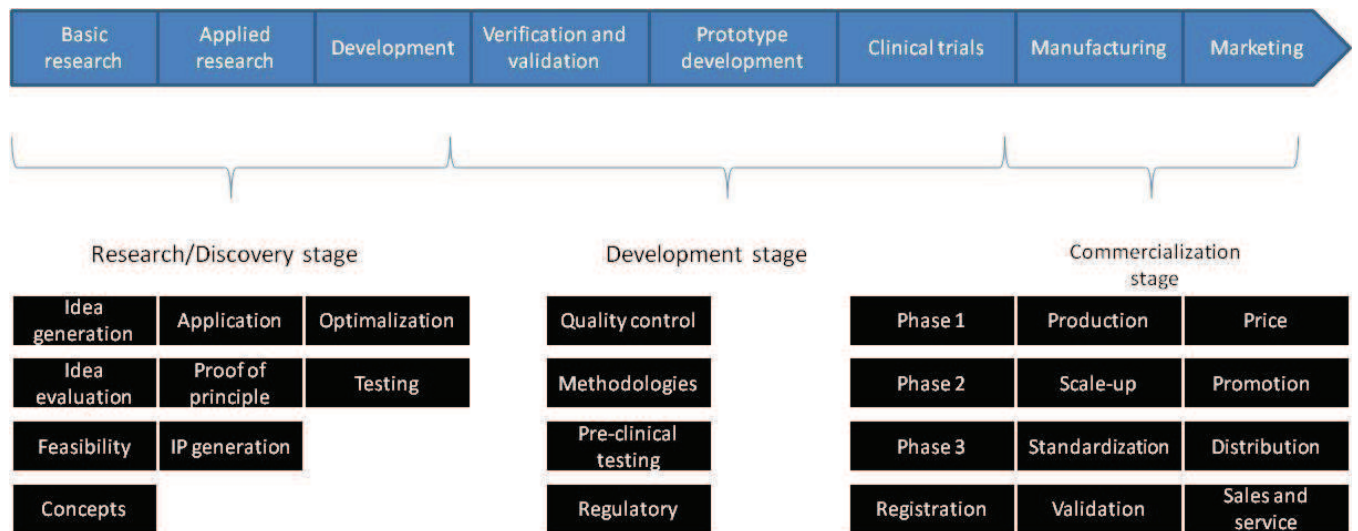 Basic
research
Applied
research
Development
Verification and
validation
Prototype
development
Clinical trials
Manufacturing
Marketing
Research/Discovery stage
Development stage
Commercialization
stage
Idea
generation
Application
Optimalization
Quality control
Phase 1
Production
Price
Idea
evaluation
Proof of
principle
Testing
Methodologies
Phase 2
Scale-up
Promotion
Feasibility
IP generation
Pre-clinical
testing
Phase 3
Standardization
Distribution
Concepts
Regulatory
Registration
Validation
Sales and
service